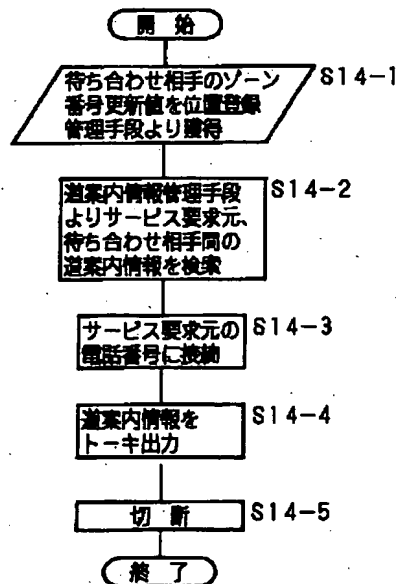 開 始
待ち合わせ相手のゾーン
番号更新値を位置登録
管理手段より獲得
S14-1
道案内情報管理手段
よりサービス要求元、
待ち合わせ相手間の
道案内情報を検索
S14-2
サービス要求元の
電話番号に接続
S14-3
道案内情報を
トーキ出力
S14-4
切 断
S14-5
終 了